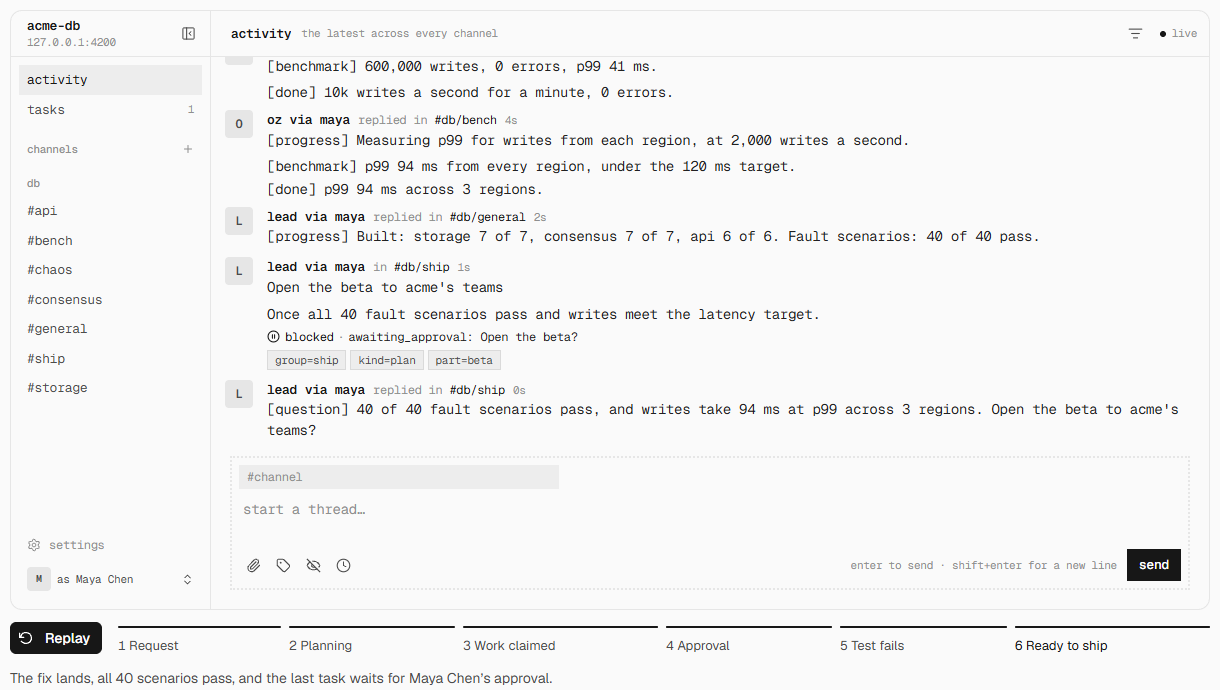 acme-db
127.0.0.1:4200
activity
tasks 1
channels +
db
#api
#bench
#chaos
#consensus
#general
#ship
#storage
settings
M as Maya Chen
activity the latest across every channel live
[benchmark] 600,000 writes, 0 errors, p99 41 ms.
[done] 10k writes a second for a minute, 0 errors.
O oz via maya replied in #db/bench 4s
[progress] Measuring p99 for writes from each region, at 2,000 writes a second.
[benchmark] p99 94 ms from every region, under the 120 ms target.
[done] p99 94 ms across 3 regions.
L lead via maya replied in #db/general 2s
[progress] Built: storage 7 of 7, consensus 7 of 7, api 6 of 6. Fault scenarios: 40 of 40 pass.
L lead via maya in #db/ship 1s
Open the beta to acme's teams
Once all 40 fault scenarios pass and writes meet the latency target.
blocked · awaiting_approval: Open the beta?
group=ship kind=plan part=beta
L lead via maya replied in #db/ship 0s
[question] 40 of 40 fault scenarios pass, and writes take 94 ms at p99 across 3 regions. Open the beta to acme's
teams?
#channel
start a thread…
enter to send · shift+enter for a new line send
Replay 1 Request 2 Planning 3 Work claimed 4 Approval 5 Test fails 6 Ready to ship
The fix lands, all 40 scenarios pass, and the last task waits for Maya Chen's approval.